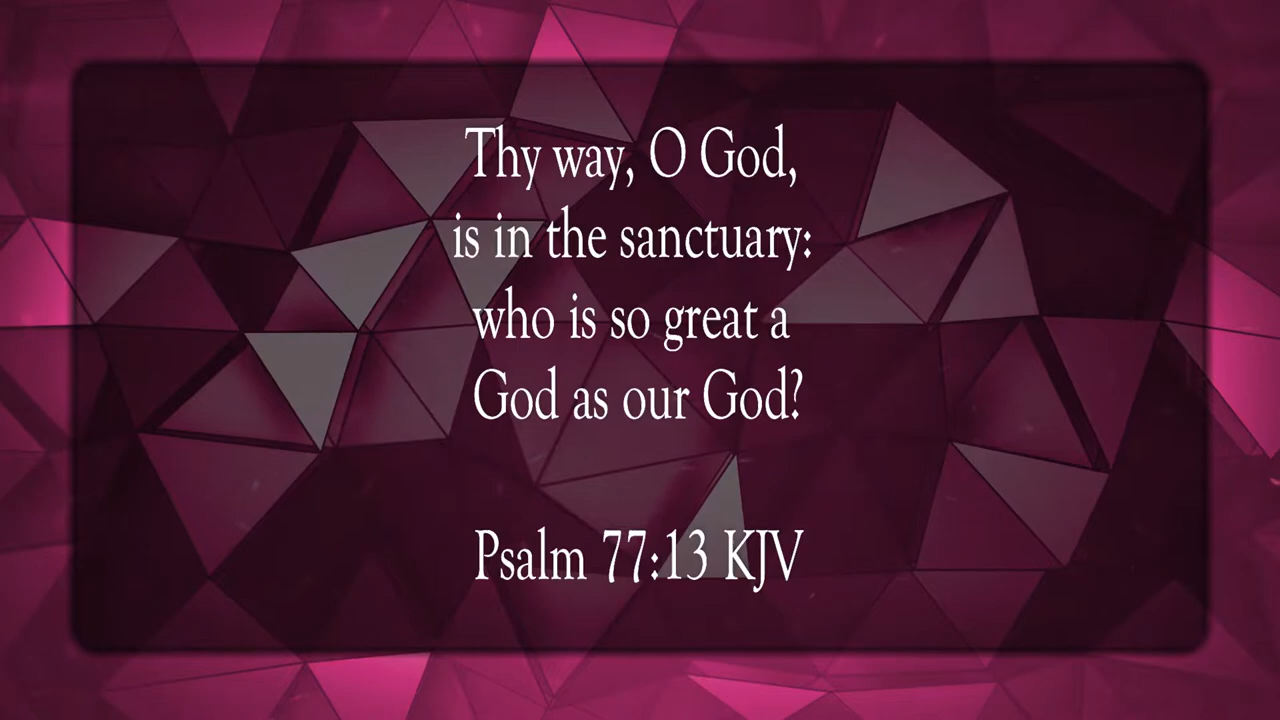 Thy way, O God,
is in the sanctuary:
who is so great a
God as our God?
Psalm 77:13 KJV